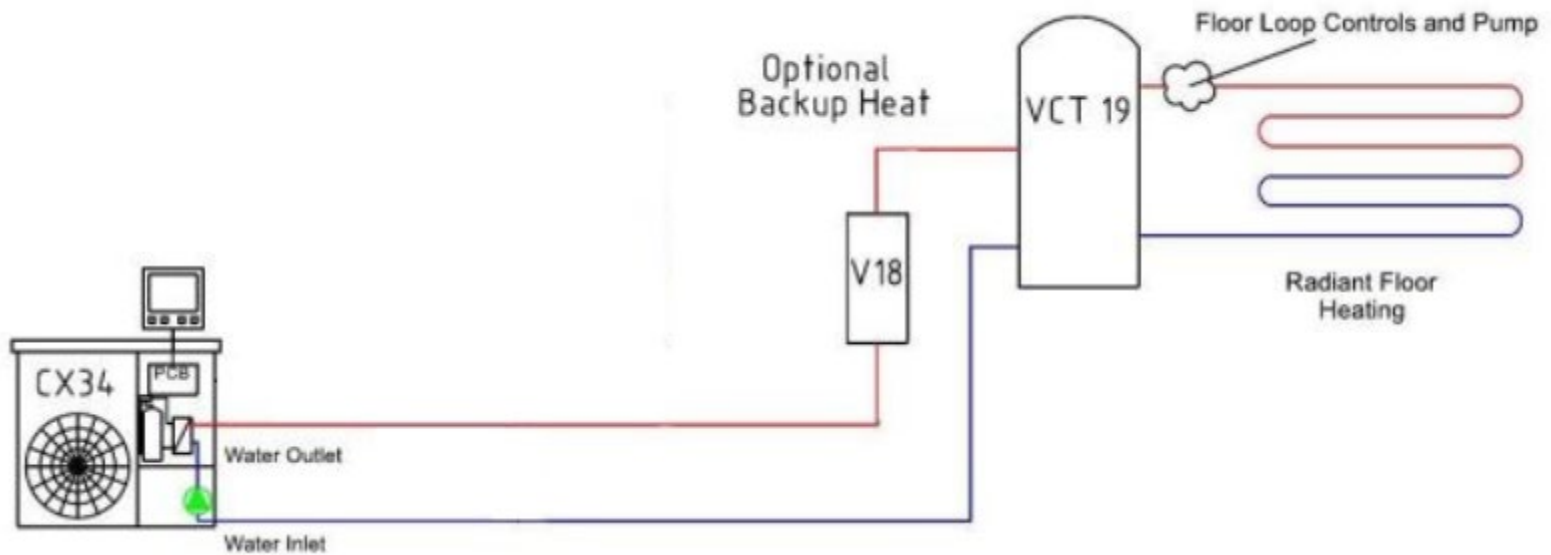 Floor Loop Controls and Pump
Optional
Backup Heat
VCT 19
V18
Radiant Floor
Heating
CX34
PCB
Water Outlet
Water Inlet